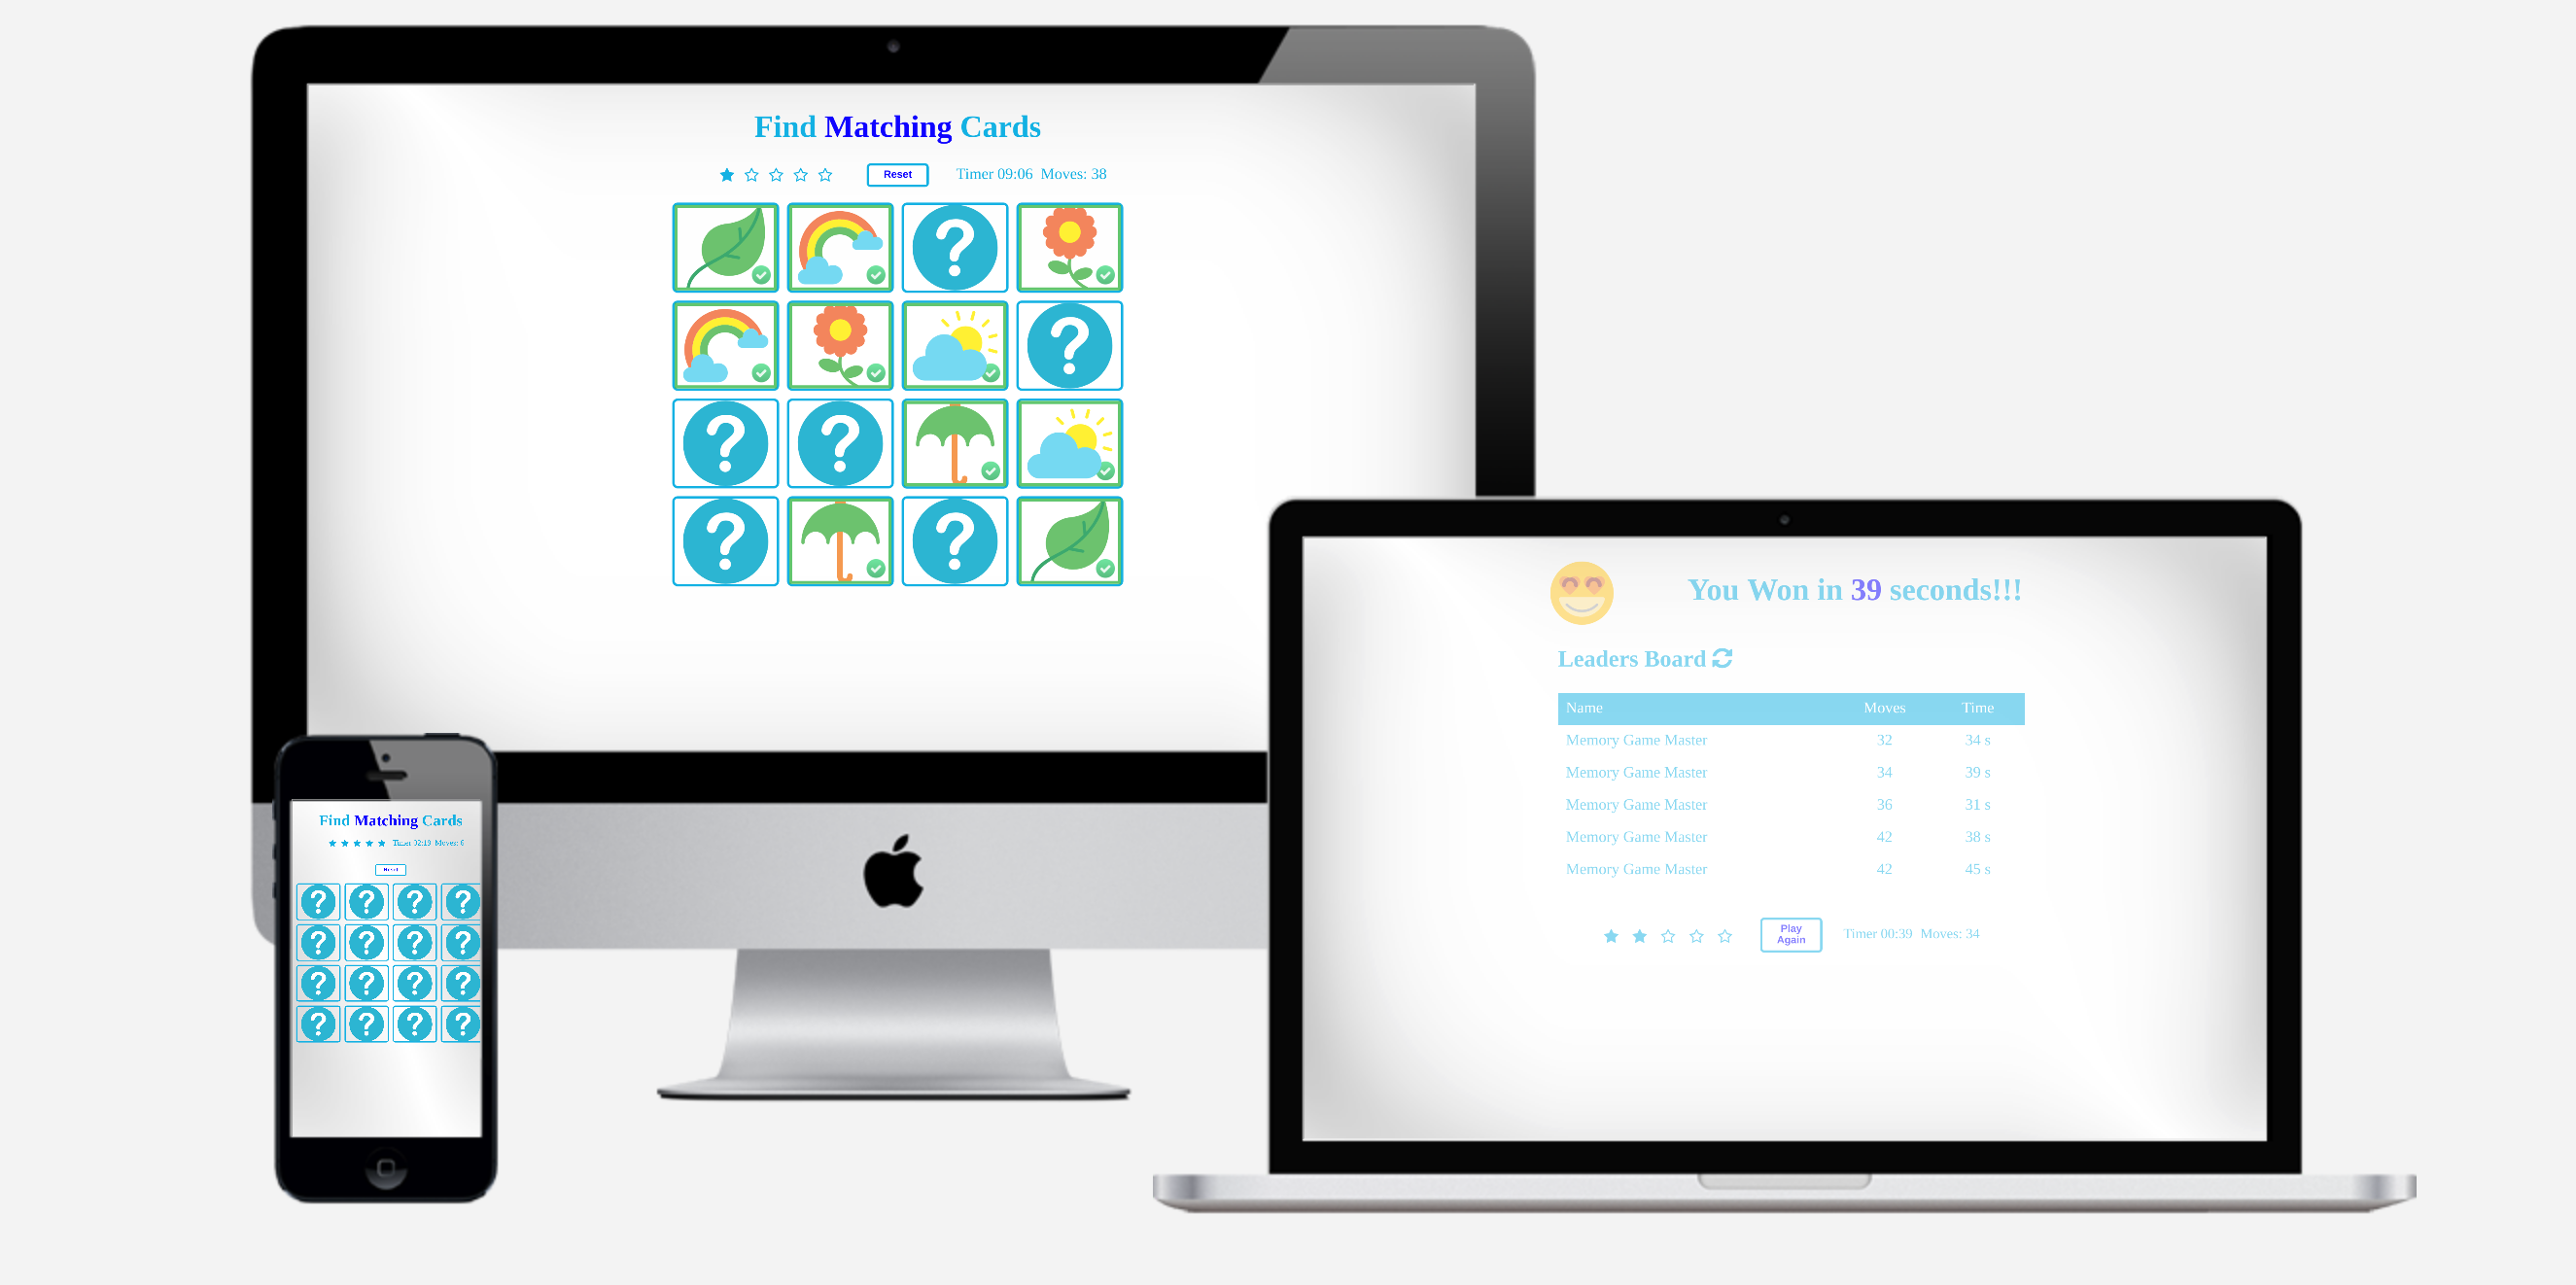 Find Matching Cards
Reset
Timer 09:06 Moves: 38
? 
?
? ?
? ?
You Won in 39 seconds!!!
Leaders Board
Name Moves Time
Memory Game Master 32 34 s
Memory Game Master 34 39 s
Memory Game Master 36 31 s
Memory Game Master 42 38 s
Memory Game Master 42 45 s
Play
Again
Timer 00:39 Moves: 34
Find Matching Cards
Timer 02:19 Moves: 6
Reset
? ? ? ?
? ? ? ?
? ? ? ?
? ? ? ?